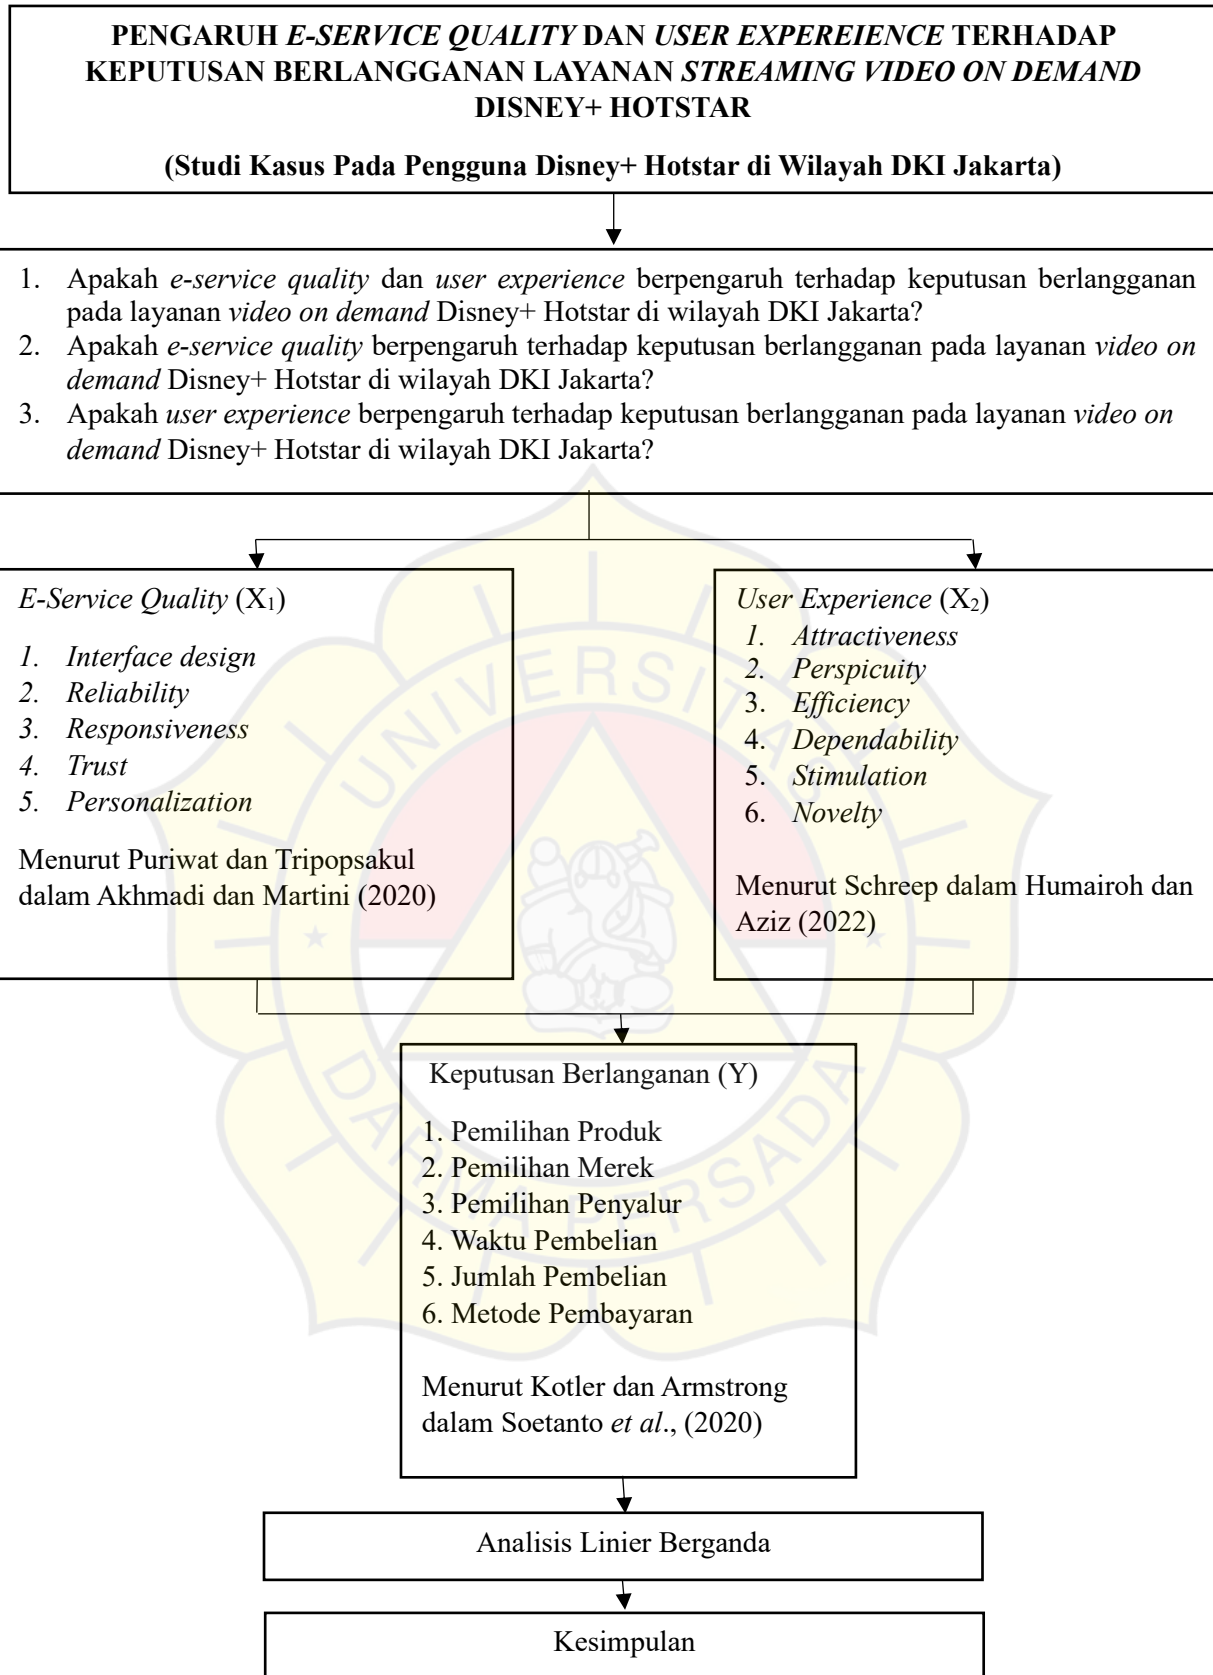 PENGARUH E-SERVICE QUALITY DAN USER EXPEREIENCE TERHADAP
KEPUTUSAN BERLANGGANAN LAYANAN STREAMING VIDEO ON DEMAND
DISNEY+ HOTSTAR
(Studi Kasus Pada Pengguna Disney+ Hotstar di Wilayah DKI Jakarta)
1. Apakah e-service quality dan user experience berpengaruh terhadap keputusan berlangganan
pada layanan video on demand Disney+ Hotstar di wilayah DKI Jakarta?
2. Apakah e-service quality berpengaruh terhadap keputusan berlangganan pada layanan video on
demand Disney+ Hotstar di wilayah DKI Jakarta?
3. Apakah user experience berpengaruh terhadap keputusan berlangganan pada layanan video on
demand Disney+ Hotstar di wilayah DKI Jakarta?
E-Service Quality (X₁)
1. Interface design
2. Reliability
3. Responsiveness
4. Trust
5. Personalization
Menurut Puriwat dan Tripopsakul
dalam Akhmadi dan Martini (2020)
User Experience (X₂)
1. Attractiveness
2. Perspicuity
3. Efficiency
4. Dependability
5. Stimulation
6. Novelty
Menurut Schreep dalam Humairoh dan
Aziz (2022)
UNIVERSITAS
DARMA PERSADA
Keputusan Berlanganan (Y)
1. Pemilihan Produk
2. Pemilihan Merek
3. Pemilihan Penyalur
4. Waktu Pembelian
5. Jumlah Pembelian
6. Metode Pembayaran
Menurut Kotler dan Armstrong
dalam Soetanto et al., (2020)
Analisis Linier Berganda
Kesimpulan